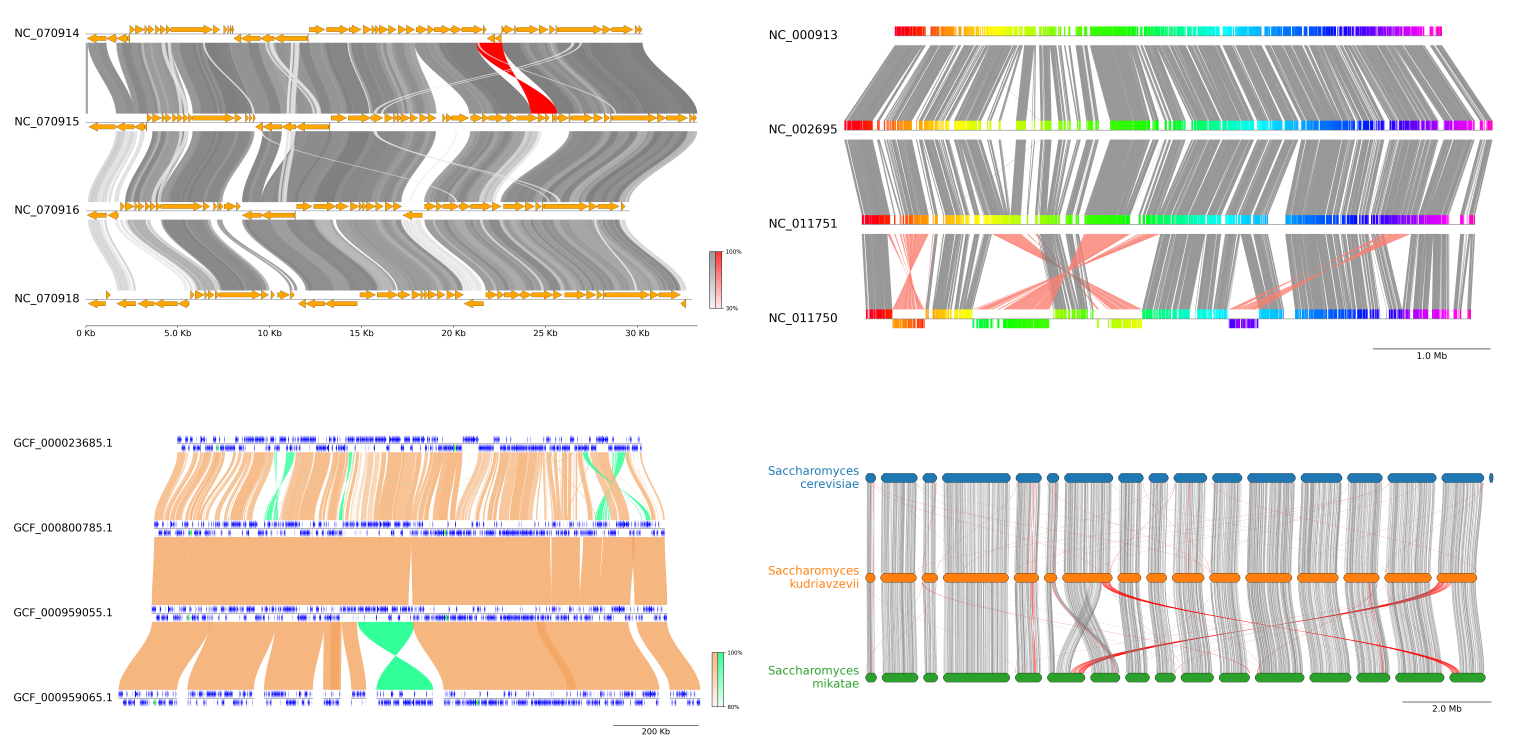 NC_070914
NC_070915
NC_070916
NC_070918
100%
30%
0 Kb 5.0 Kb 10 Kb 15 Kb 20 Kb 25 Kb 30 Kb
NC_000913
NC_002695
NC_011751
NC_011750
1.0 Mb
GCF_000023685.1
GCF_000800785.1
GCF_000959055.1
GCF_000959065.1
100%
80%
200 Kb
Saccharomyces
cerevisiae
Saccharomyces
kudriavzevii
Saccharomyces
mikatae
2.0 Mb